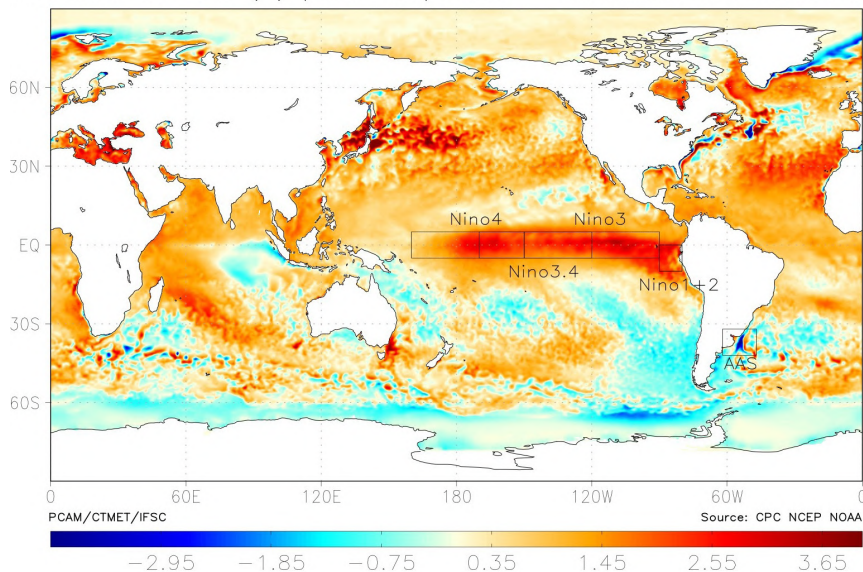 60N
30N
Nino4
Nino3
EQ
Nino3.4
Nino1+2
30S
AAS
60S
0
60E
120E
180
120W
60W
0
PCAM/CTMET/IFSC
Source: CPC NCEP NOAA
−2.95
−1.85
−0.75
0.35
1.45
2.55
3.65